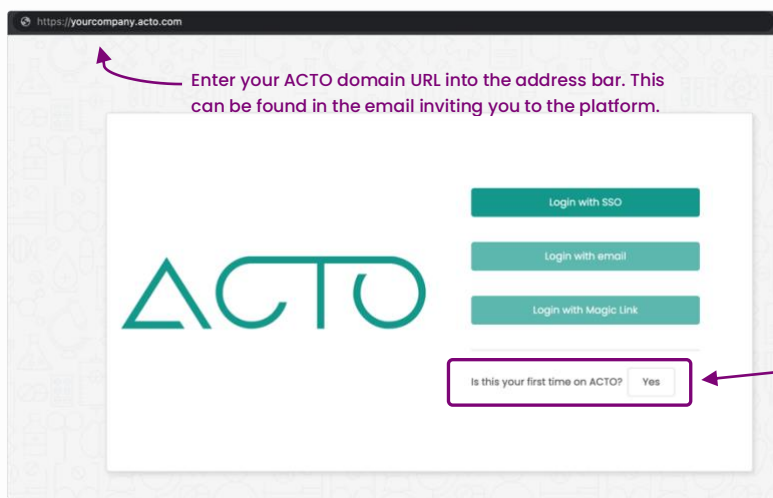 https://yourcompany.acto.com
Enter your ACTO domain URL into the address bar. This
can be found in the email inviting you to the platform.
Login with SSO
ACTO
Login with email
Login with Magic Link
Is this your first time on ACTO? Yes